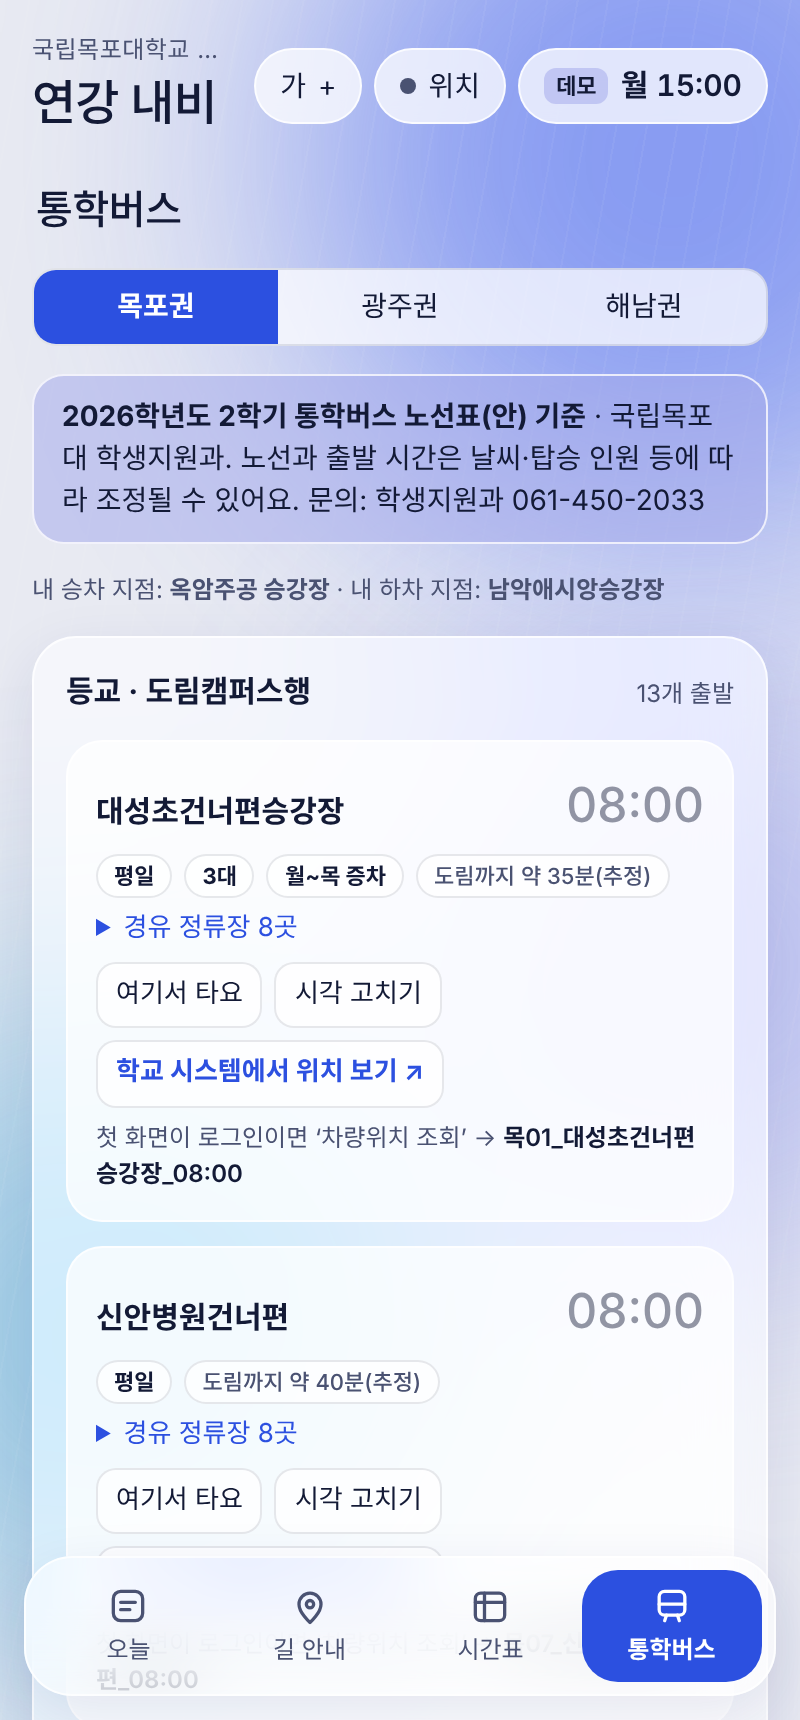 국립목포대학교 ...
연강 내비
가 +
위치
데모 월 15:00
통학버스
목포권
광주권
해남권
2026학년도 2학기 통학버스 노선표(안) 기준 · 국립목포
대 학생지원과. 노선과 출발 시간은 날씨·탑승 인원 등에 따
라 조정될 수 있어요. 문의: 학생지원과 061-450-2033
내 승차 지점: 옥암주공 승강장 · 내 하차 지점: 남악애시앙승강장
등교 · 도림캠퍼스행
13개 출발
대성초건너편승강장
08:00
평일
3대
월~목 증차
도림까지 약 35분(추정)
▶ 경유 정류장 8곳
여기서 타요
시각 고치기
학교 시스템에서 위치 보기 ↗
첫 화면이 로그인이면 ‘차량위치 조회’ → 목01_대성초건너편
승강장_08:00
신안병원건너편
08:00
평일
도림까지 약 40분(추정)
▶ 경유 정류장 8곳
여기서 타요
시각 고치기
편_08:00
오늘
길 안내
시간표
통학버스